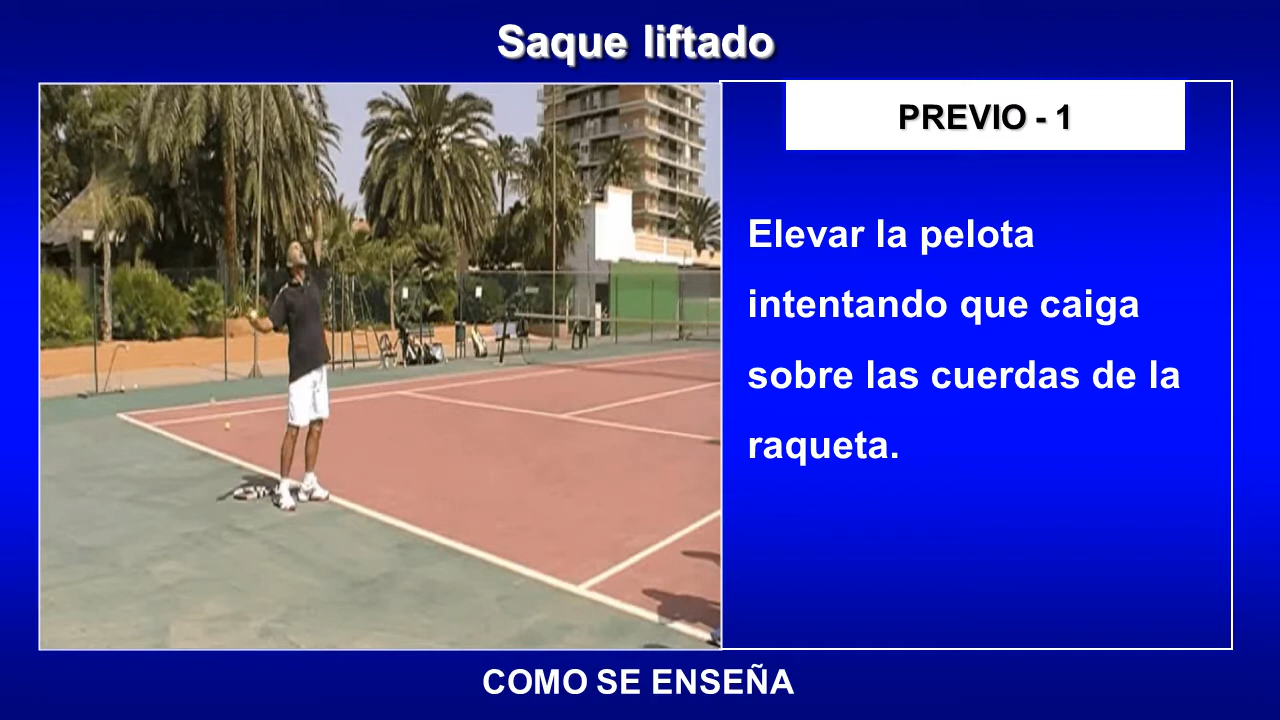 Saque liftado
PREVIO - 1
Elevar la pelota
intentando que caiga
sobre las cuerdas de la
raqueta.
COMO SE ENSEÑA